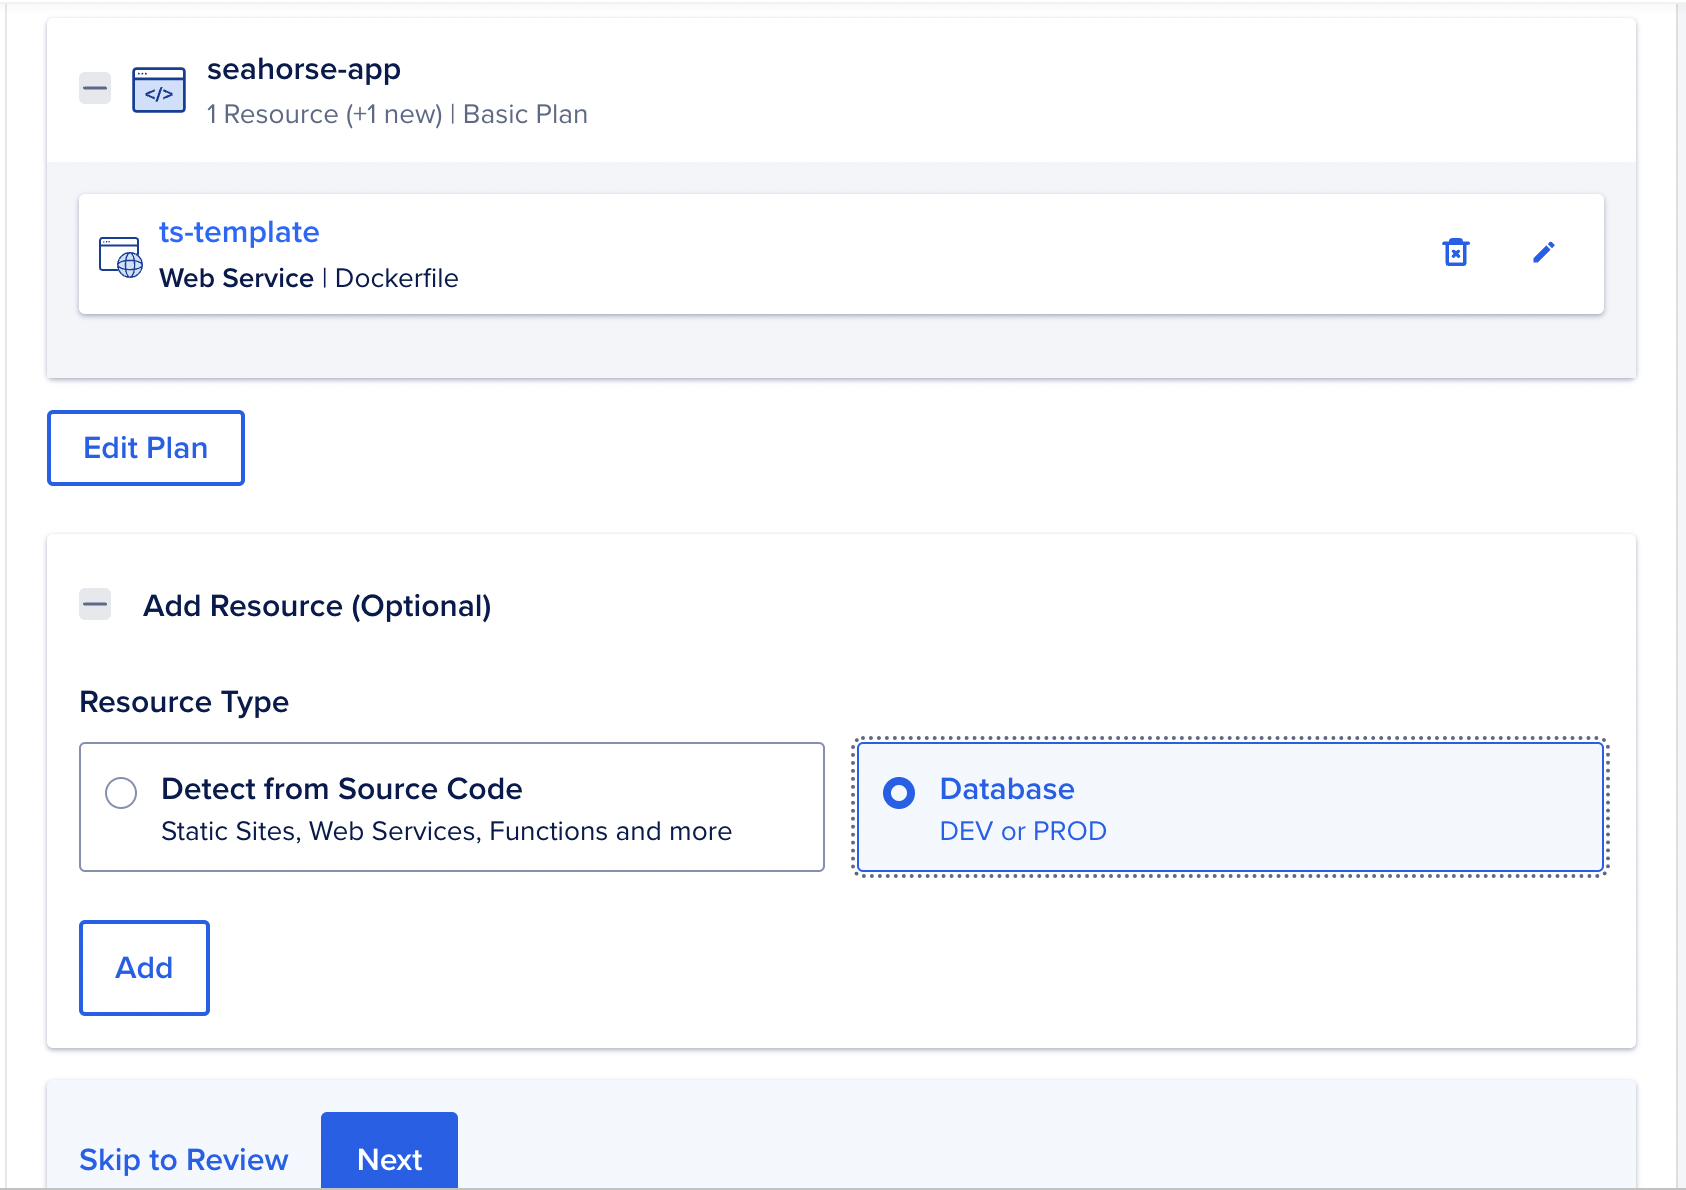 seahorse-app
1 Resource (+1 new) | Basic Plan
</>
ts-template
Web Service | Dockerfile
Edit Plan
Add Resource (Optional)
Resource Type
Detect from Source Code
Static Sites, Web Services, Functions and more
Database
DEV or PROD
Add
Skip to Review
Next